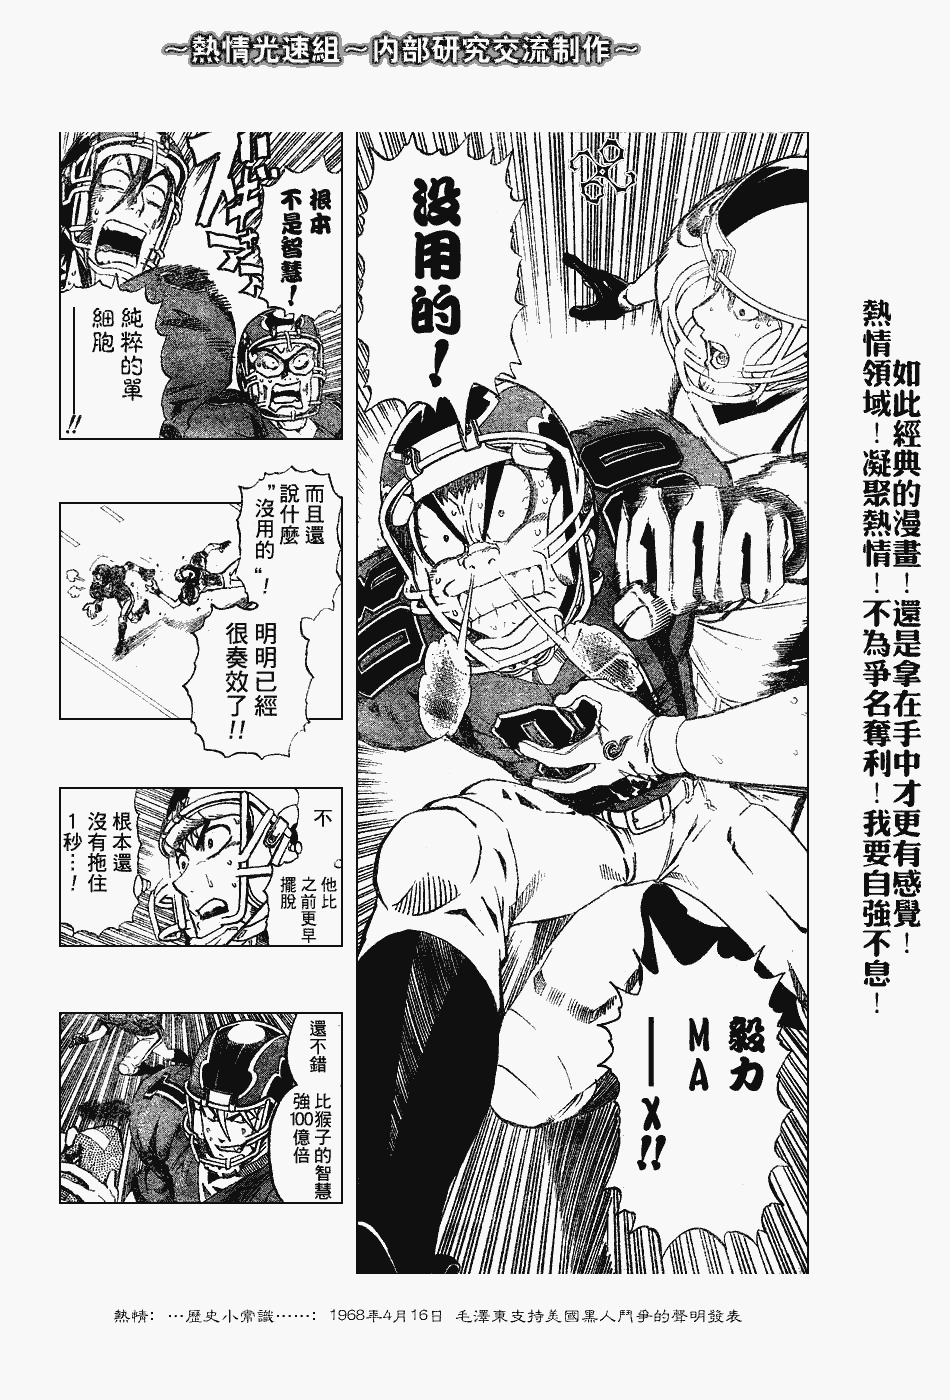 ～熱情光速組～内部研究交流制作～
没用的！
毅力
MA
——X!!
根本
不是智慧！
純粹的單
細胞
——!!
而且還
說什麼
”沒用的“！
明明已經
很奏效了!!
不
他比
之前更早
擺脫
根本還
沒有拖住
1秒…！
還不錯
比猴子的智慧
強100億倍
如此經典的漫畫！還是拿在手中才更有感覺！
熱情領域！凝聚熱情！不為爭名奪利！我要自強不息！
熱情：…歷史小常識……：1968年4月16日 毛澤東支持美國黑人鬥爭的聲明發表